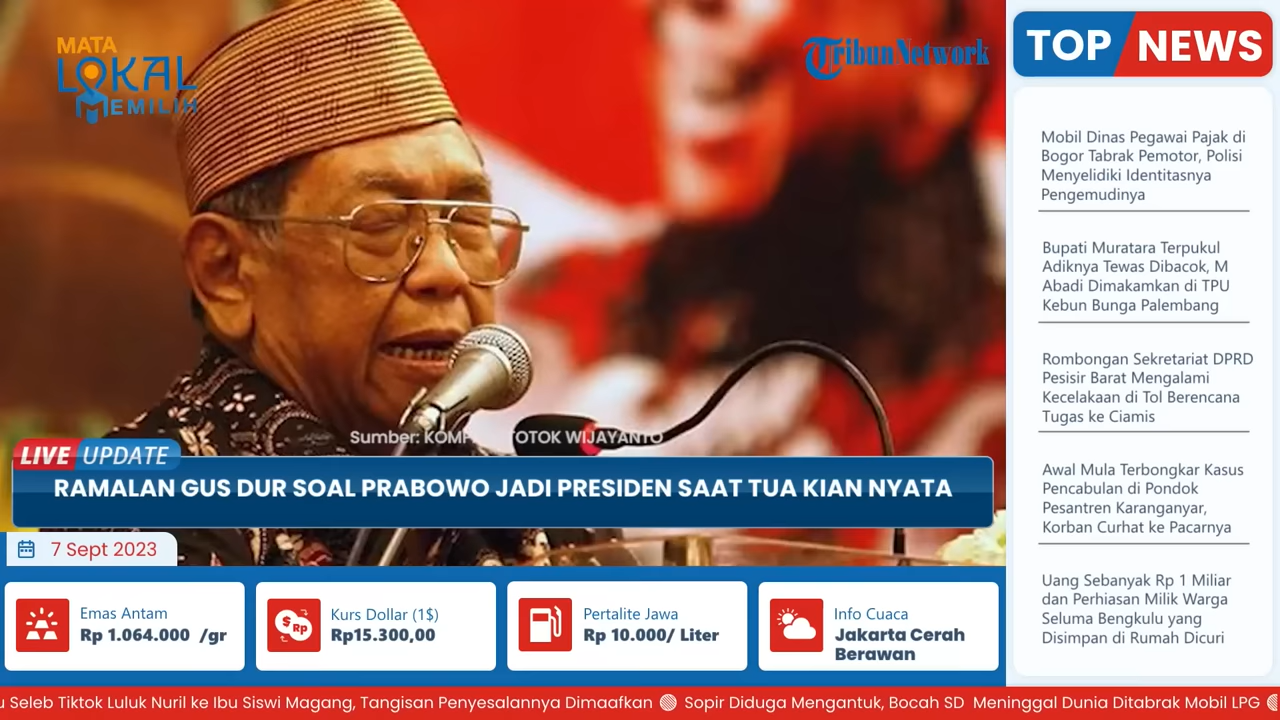 MATA
LOKAL
MEMILIH
TribunNetwork
TOP NEWS
Mobil Dinas Pegawai Pajak di
Bogor Tabrak Pemotor, Polisi
Menyelidiki Identitasnya
Pengemudinya
Bupati Muratara Terpukul
Adiknya Tewas Dibacok, M
Abadi Dimakamkan di TPU
Kebun Bunga Palembang
Rombongan Sekretariat DPRD
Pesisir Barat Mengalami
Kecelakaan di Tol Berencana
Tugas ke Ciamis
Awal Mula Terbongkar Kasus
Pencabulan di Pondok
Pesantren Karanganyar,
Korban Curhat ke Pacarnya
Uang Sebanyak Rp 1 Miliar
dan Perhiasan Milik Warga
Seluma Bengkulu yang
Disimpan di Rumah Dicuri
Sumber: WIJAYANTO
LIVE UPDATE
RAMALAN GUS DUR SOAL PRABOWO JADI PRESIDEN SAAT TUA KIAN NYATA
7 Sept 2023
Emas Antam
Rp 1.064.000 /gr
Kurs Dollar (1$)
Rp15.300,00
Pertalite Jawa
Rp 10.000/ Liter
Info Cuaca
Jakarta Cerah
Berawan
Seleb Tiktok Luluk Nuril ke Ibu Siswi Magang, Tangisan Penyesalannya Dimaafkan Sopir Diduga Mengantuk, Bocah SD Meninggal Dunia Ditabrak Mobil LPG